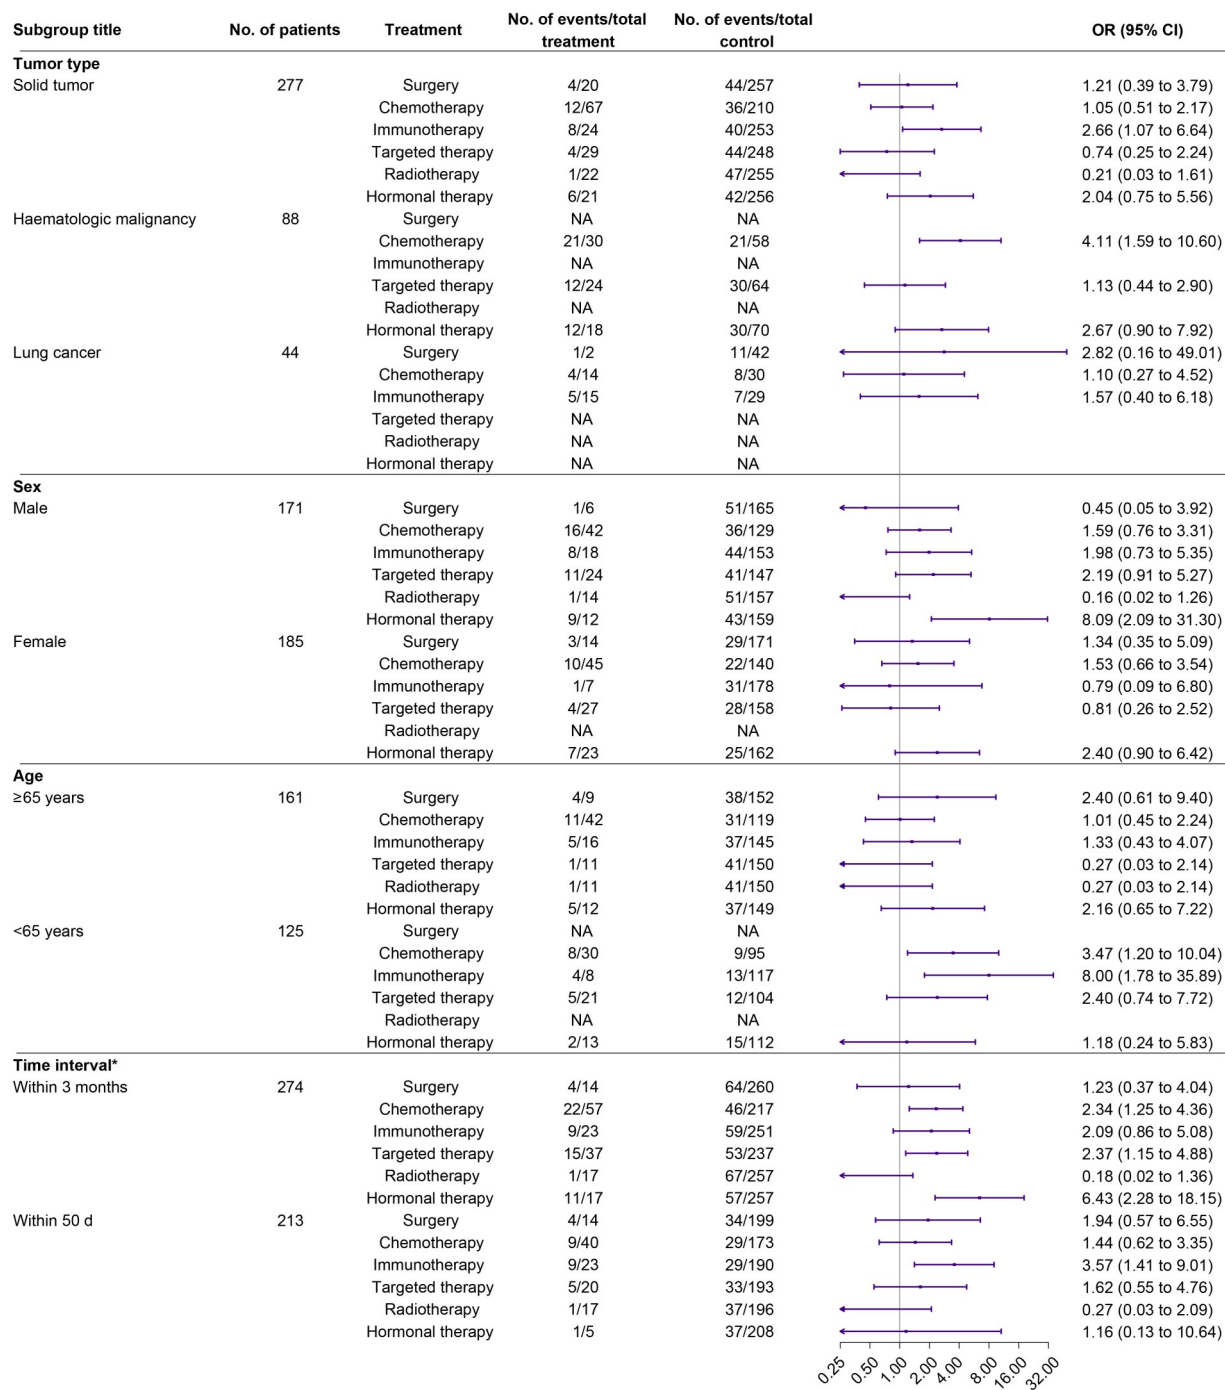 Subgroup title No. of patients Treatment No. of events/total treatment No. of events/total control OR (95% CI)
Tumor type
Solid tumor 277 Surgery 4/20 44/257 1.21 (0.39 to 3.79)
Chemotherapy 12/67 36/210 1.05 (0.51 to 2.17)
Immunotherapy 8/24 40/253 2.66 (1.07 to 6.64)
Targeted therapy 4/29 44/248 0.74 (0.25 to 2.24)
Radiotherapy 1/22 47/255 0.21 (0.03 to 1.61)
Hormonal therapy 6/21 42/256 2.04 (0.75 to 5.56)
Haematologic malignancy 88 Surgery NA NA
Chemotherapy 21/30 21/58 4.11 (1.59 to 10.60)
Immunotherapy NA NA
Targeted therapy 12/24 30/64 1.13 (0.44 to 2.90)
Radiotherapy NA NA
Hormonal therapy 12/18 30/70 2.67 (0.90 to 7.92)
Lung cancer 44 Surgery 1/2 11/42 2.82 (0.16 to 49.01)
Chemotherapy 4/14 8/30 1.10 (0.27 to 4.52)
Immunotherapy 5/15 7/29 1.57 (0.40 to 6.18)
Targeted therapy NA NA
Radiotherapy NA NA
Hormonal therapy NA NA
Sex
Male 171 Surgery 1/6 51/165 0.45 (0.05 to 3.92)
Chemotherapy 16/42 36/129 1.59 (0.76 to 3.31)
Immunotherapy 8/18 44/153 1.98 (0.73 to 5.35)
Targeted therapy 11/24 41/147 2.19 (0.91 to 5.27)
Radiotherapy 1/14 51/157 0.16 (0.02 to 1.26)
Hormonal therapy 9/12 43/159 8.09 (2.09 to 31.30)
Female 185 Surgery 3/14 29/171 1.34 (0.35 to 5.09)
Chemotherapy 10/45 22/140 1.53 (0.66 to 3.54)
Immunotherapy 1/7 31/178 0.79 (0.09 to 6.80)
Targeted therapy 4/27 28/158 0.81 (0.26 to 2.52)
Radiotherapy NA NA
Hormonal therapy 7/23 25/162 2.40 (0.90 to 6.42)
Age
≥65 years 161 Surgery 4/9 38/152 2.40 (0.61 to 9.40)
Chemotherapy 11/42 31/119 1.01 (0.45 to 2.24)
Immunotherapy 5/16 37/145 1.33 (0.43 to 4.07)
Targeted therapy 1/11 41/150 0.27 (0.03 to 2.14)
Radiotherapy 1/11 41/150 0.27 (0.03 to 2.14)
Hormonal therapy 5/12 37/149 2.16 (0.65 to 7.22)
<65 years 125 Surgery NA NA
Chemotherapy 8/30 9/95 3.47 (1.20 to 10.04)
Immunotherapy 4/8 13/117 8.00 (1.78 to 35.89)
Targeted therapy 5/21 12/104 2.40 (0.74 to 7.72)
Radiotherapy NA NA
Hormonal therapy 2/13 15/112 1.18 (0.24 to 5.83)
Time interval*
Within 3 months 274 Surgery 4/14 64/260 1.23 (0.37 to 4.04)
Chemotherapy 22/57 46/217 2.34 (1.25 to 4.36)
Immunotherapy 9/23 59/251 2.09 (0.86 to 5.08)
Targeted therapy 15/37 53/237 2.37 (1.15 to 4.88)
Radiotherapy 1/17 67/257 0.18 (0.02 to 1.36)
Hormonal therapy 11/17 57/257 6.43 (2.28 to 18.15)
Within 50 d 213 Surgery 4/14 34/199 1.94 (0.57 to 6.55)
Chemotherapy 9/40 29/173 1.44 (0.62 to 3.35)
Immunotherapy 9/23 29/190 3.57 (1.41 to 9.01)
Targeted therapy 5/20 33/193 1.62 (0.55 to 4.76)
Radiotherapy 1/17 37/196 0.27 (0.03 to 2.09)
Hormonal therapy 1/5 37/208 1.16 (0.13 to 10.64)
0.25 0.50 1.00 2.00 4.00 8.00 16.00 32.00